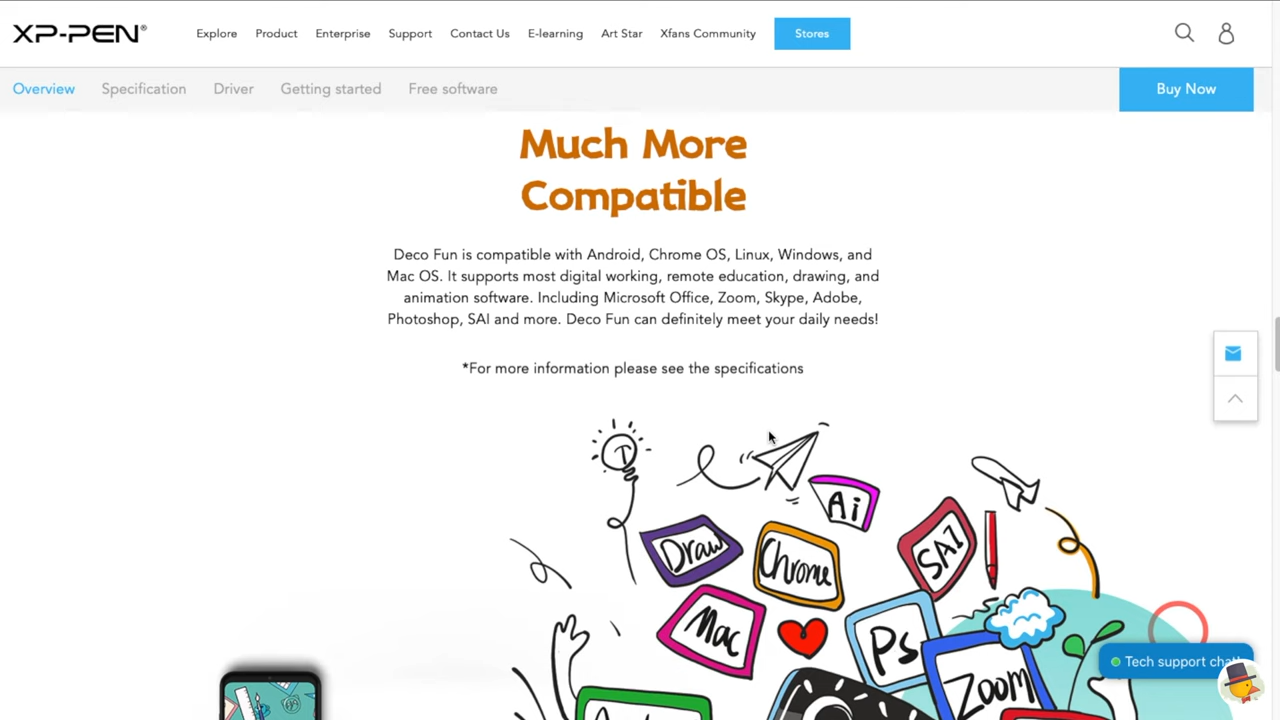 XP-PEN®
Explore Product Enterprise Support Contact Us E-learning Art Star Xfans Community Stores
Overview Specification Driver Getting started Free software Buy Now
Much More
Compatible
Deco Fun is compatible with Android, Chrome OS, Linux, Windows, and
Mac OS. It supports most digital working, remote education, drawing, and
animation software. Including Microsoft Office, Zoom, Skype, Adobe,
Photoshop, SAI and more. Deco Fun can definitely meet your daily needs!
*For more information please see the specifications
Ai
Draw
Chrome
SAI
Mac
Ps
Zoom
Tech support chat!